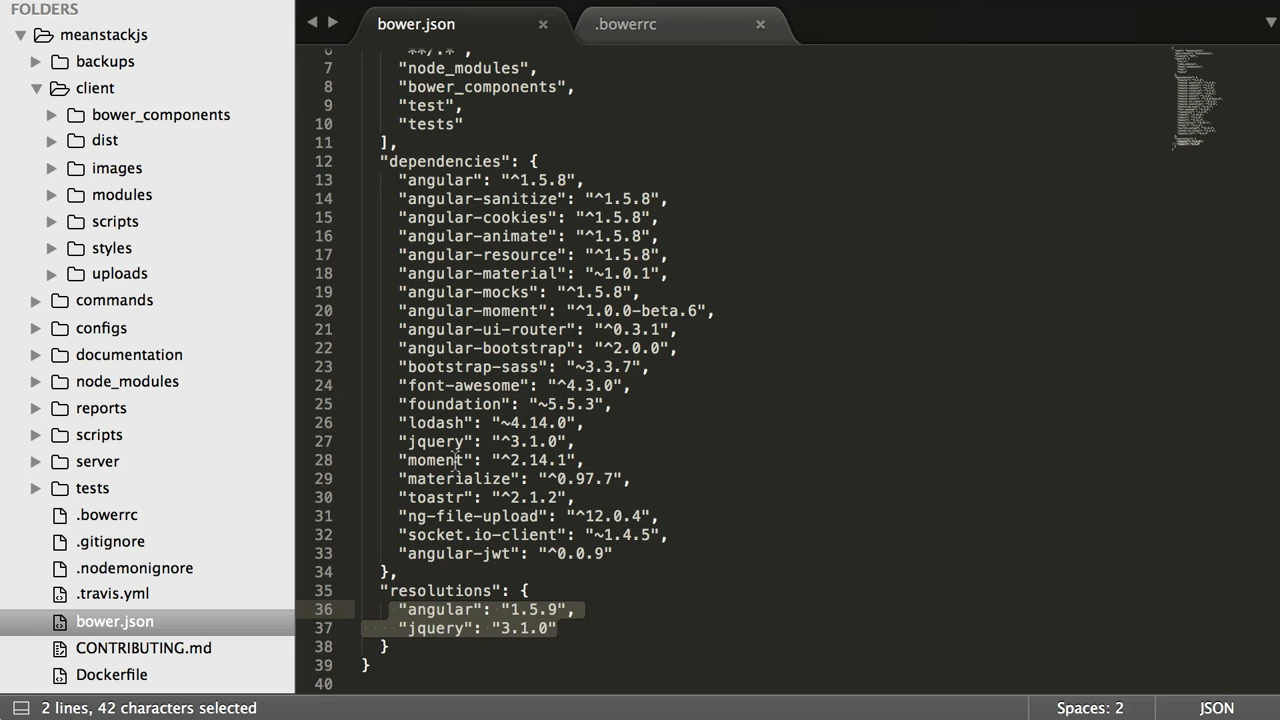 FOLDERS
meanstackjs
backups
client
bower_components
dist
images
modules
scripts
styles
uploads
commands
configs
documentation
node_modules
reports
scripts
server
tests
.bowerrc
.gitignore
.nodemonignore
.travis.yml
bower.json
CONTRIBUTING.md
Dockerfile
bower.json × .bowerrc ×
7 "node_modules",
8 "bower_components",
9 "test",
10 "tests"
11 ],
12 "dependencies": {
13 "angular": "^1.5.8",
14 "angular-sanitize": "^1.5.8",
15 "angular-cookies": "^1.5.8",
16 "angular-animate": "^1.5.8",
17 "angular-resource": "^1.5.8",
18 "angular-material": "~1.0.1",
19 "angular-mocks": "^1.5.8",
20 "angular-moment": "^1.0.0-beta.6",
21 "angular-ui-router": "^0.3.1",
22 "angular-bootstrap": "^2.0.0",
23 "bootstrap-sass": "~3.3.7",
24 "font-awesome": "^4.3.0",
25 "foundation": "~5.5.3",
26 "lodash": "~4.14.0",
27 "jquery": "^3.1.0",
28 "moment": "^2.14.1",
29 "materialize": "^0.97.7",
30 "toastr": "^2.1.2",
31 "ng-file-upload": "^12.0.4",
32 "socket.io-client": "~1.4.5",
33 "angular-jwt": "^0.0.9"
34 },
35 "resolutions": {
36 "angular": "1.5.9",
37 "jquery": "3.1.0"
38 }
39 }
40
2 lines, 42 characters selected Spaces: 2 JSON